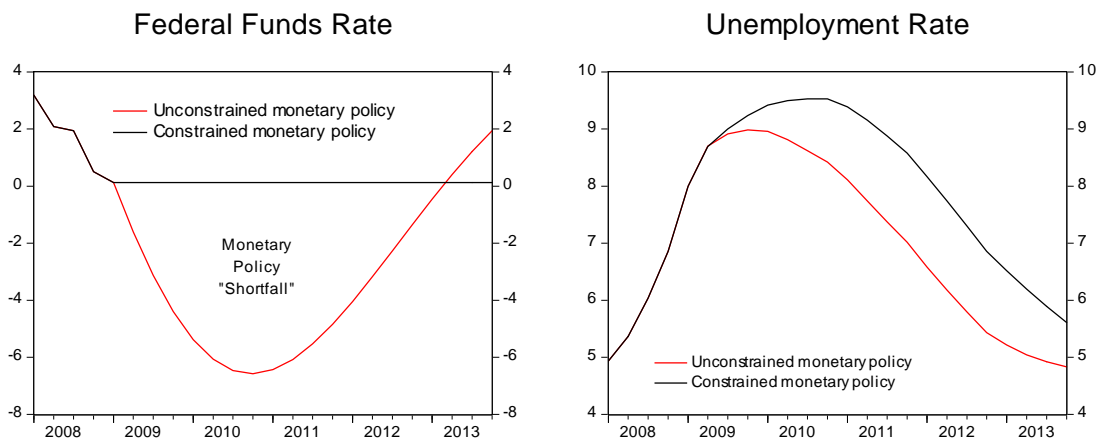 Federal Funds Rate
4
2
0
-2
-4
-6
-8
4
2
0
-2
-4
-6
-8
Unconstrained monetary policy
Constrained monetary policy
Monetary
Policy
"Shortfall"
2008 2009 2010 2011 2012 2013
Unemployment Rate
10
9
8
7
6
5
4
10
9
8
7
6
5
4
Unconstrained monetary policy
Constrained monetary policy
2008 2009 2010 2011 2012 2013